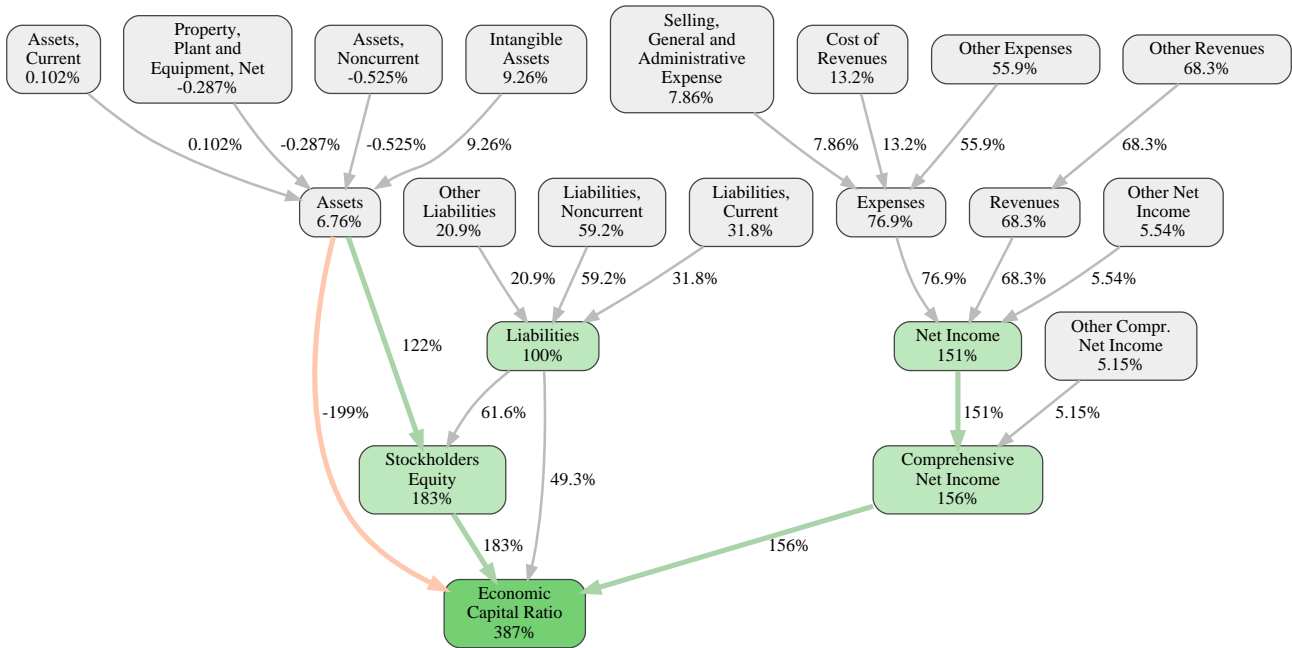 Assets,
Current
0.102%
Property,
Plant and
Equipment, Net
-0.287%
Assets,
Noncurrent
-0.525%
Intangible
Assets
9.26%
Selling,
General and
Administrative
Expense
7.86%
Cost of
Revenues
13.2%
Other Expenses
55.9%
Other Revenues
68.3%
0.102%
-0.287%
-0.525%
9.26%
7.86%
13.2%
55.9%
68.3%
Assets
6.76%
Other
Liabilities
20.9%
Liabilities,
Noncurrent
59.2%
Liabilities,
Current
31.8%
Expenses
76.9%
Revenues
68.3%
Other Net
Income
5.54%
20.9%
59.2%
31.8%
76.9%
68.3%
5.54%
Liabilities
100%
Net Income
151%
Other Compr.
Net Income
5.15%
122%
-199%
61.6%
151%
5.15%
Stockholders
Equity
183%
49.3%
Comprehensive
Net Income
156%
183%
156%
Economic
Capital Ratio
387%